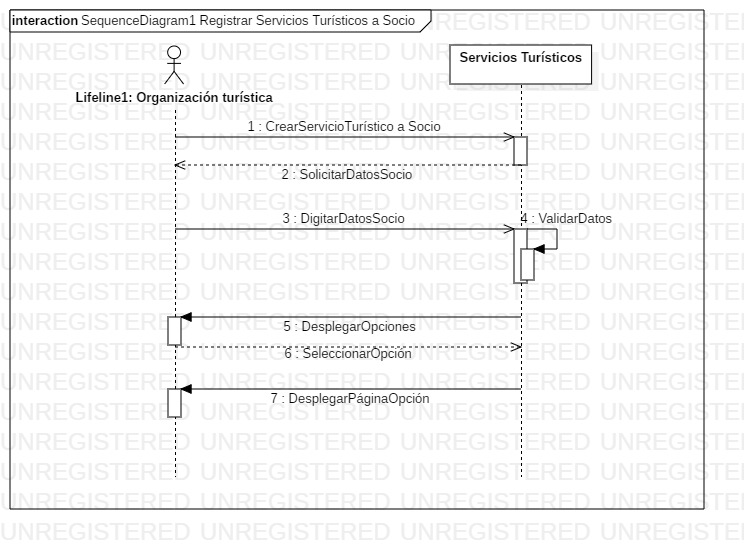 interaction SequenceDiagram1 Registrar Servicios Turísticos a Socio
Servicios Turísticos
Lifeline1: Organización turística
1 : CrearServicioTurístico a Socio
2 : SolicitarDatosSocio
3 : DigitarDatosSocio
4 : ValidarDatos
5 : DesplegarOpciones
6 : SeleccionarOpción
7 : DesplegarPáginaOpción
UNREGISTERED UNREGISTERED UNREGISTERED UNREGISTERED